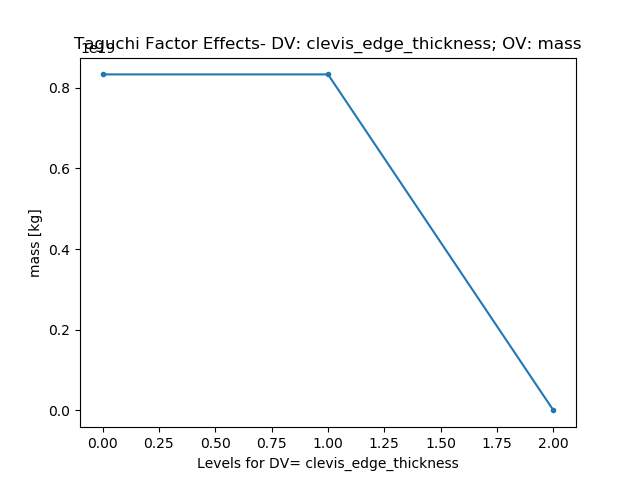 Taguchi Factor Effects- DV: clevis_edge_thickness; OV: mass
0.8
0.6
0.4
0.2
0.0
mass [kg]
0.00 0.25 0.50 0.75 1.00 1.25 1.50 1.75 2.00
Levels for DV= clevis_edge_thickness